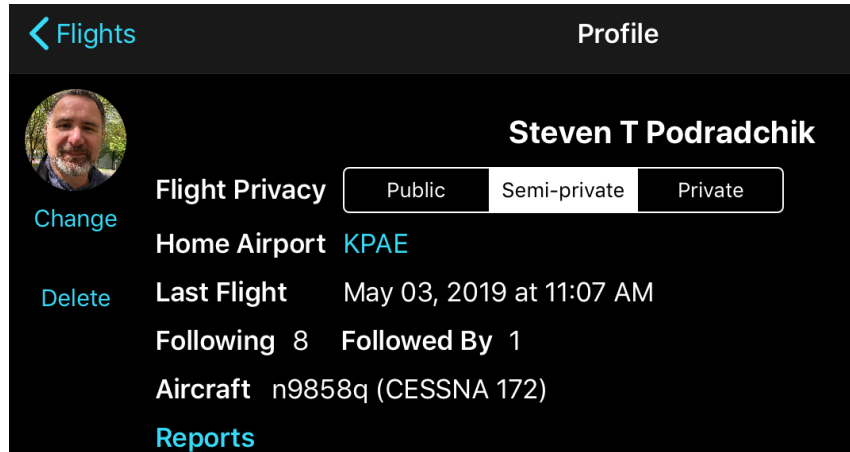 Flights
Profile
Steven T Podradchik
Flight Privacy Public Semi-private Private
Change
Home Airport KPAE
Delete
Last Flight May 03, 2019 at 11:07 AM
Following 8 Followed By 1
Aircraft n9858q (CESSNA 172)
Reports